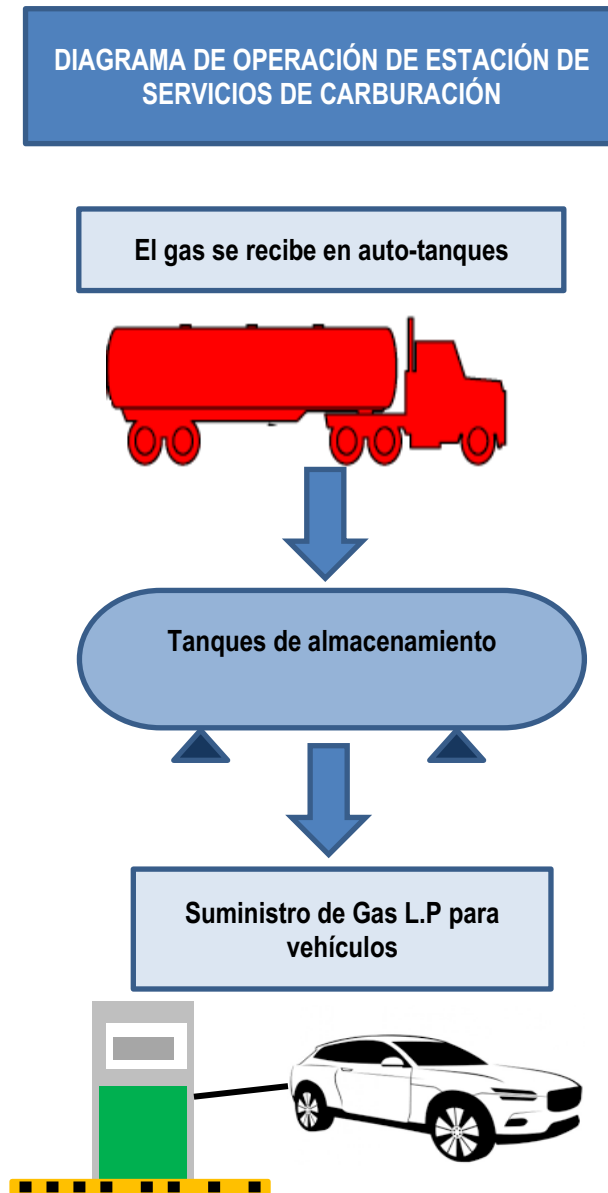 DIAGRAMA DE OPERACIÓN DE ESTACIÓN DE
SERVICIOS DE CARBURACIÓN
El gas se recibe en auto-tanques
Tanques de almacenamiento
Suministro de Gas L.P para
vehículos